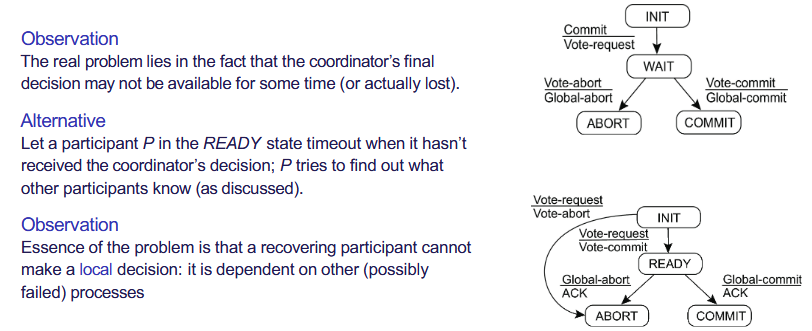 Observation
The real problem lies in the fact that the coordinator's final
decision may not be available for some time (or actually lost).
Alternative
Let a participant P in the READY state timeout when it hasn't
received the coordinator's decision; P tries to find out what
other participants know (as discussed).
Observation
Essence of the problem is that a recovering participant cannot
make a local decision: it is dependent on other (possibly
failed) processes
INIT
Commit
Vote-request
WAIT
Vote-abort
Global-abort
Vote-commit
Global-commit
ABORT
COMMIT
Vote-request
Vote-abort
INIT
Vote-request
Vote-commit
READY
Global-abort
ACK
Global-commit
ACK
ABORT
COMMIT